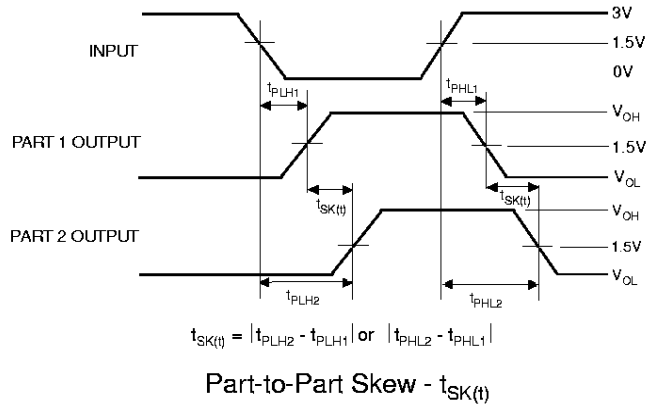 INPUT
3V
1.5V
0V
tPLH1
tPHL1
PART 1 OUTPUT
VOH
1.5V
VOL
tSK(t)
tSK(t)
PART 2 OUTPUT
VOH
1.5V
VOL
tPLH2
tPHL2
tSK(t) = |tPLH2 - tPLH1| or |tPHL2 - tPHL1|
Part-to-Part Skew - tSK(t)